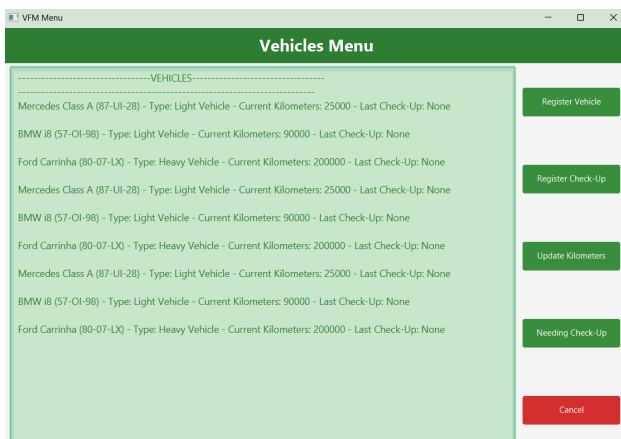 VFM Menu
Vehicles Menu
----------------------------------VEHICLES----------------------------------
----------------------------------------------------------------------------
Mercedes Class A (87-UI-28) - Type: Light Vehicle - Current Kilometers: 25000 - Last Check-Up: None
BMW i8 (57-OI-98) - Type: Light Vehicle - Current Kilometers: 90000 - Last Check-Up: None
Ford Carrinha (80-07-LX) - Type: Heavy Vehicle - Current Kilometers: 200000 - Last Check-Up: None
Mercedes Class A (87-UI-28) - Type: Light Vehicle - Current Kilometers: 25000 - Last Check-Up: None
BMW i8 (57-OI-98) - Type: Light Vehicle - Current Kilometers: 90000 - Last Check-Up: None
Ford Carrinha (80-07-LX) - Type: Heavy Vehicle - Current Kilometers: 200000 - Last Check-Up: None
Mercedes Class A (87-UI-28) - Type: Light Vehicle - Current Kilometers: 25000 - Last Check-Up: None
BMW i8 (57-OI-98) - Type: Light Vehicle - Current Kilometers: 90000 - Last Check-Up: None
Ford Carrinha (80-07-LX) - Type: Heavy Vehicle - Current Kilometers: 200000 - Last Check-Up: None
Register Vehicle
Register Check-Up
Update Kilometers
Needing Check-Up
Cancel